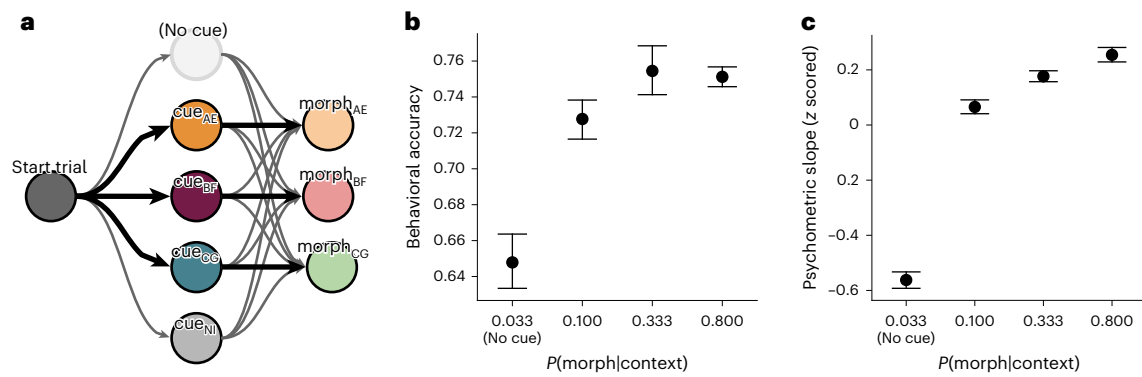 a
(No cue)
cueAE
morphAE
Start trial
cueBF
morphBF
cueCG
morphCG
cueNI
b
Behavioral accuracy
0.76
0.74
0.72
0.70
0.68
0.66
0.64
0.033
(No cue)
0.100
0.333
0.800
P(morph|context)
c
Psychometric slope (z scored)
0.2
0
0.2
–0.4
–0.6
0.033
(No cue)
0.100
0.333
0.800
P(morph|context)